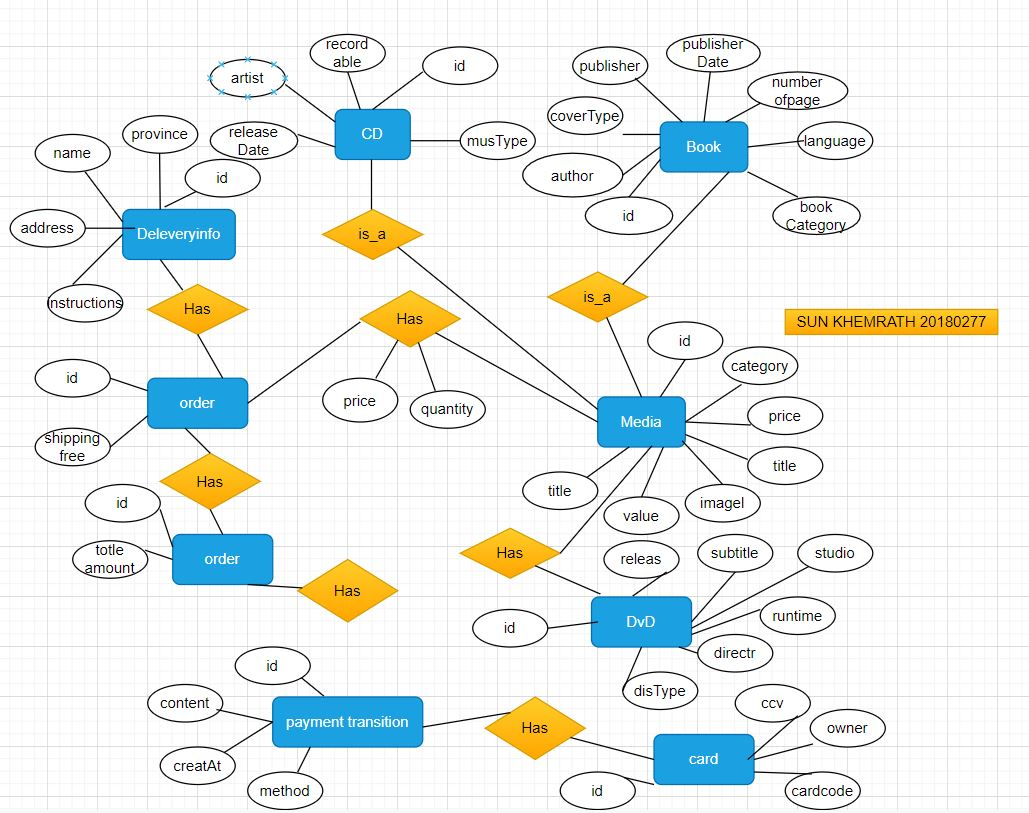 record
able
publisher
Date
publisher
id
artist
number
ofpage
coverType
province
release
Date
CD
musType
Book
language
name
id
author
id
book
Category
address
Deleveryinfo
is_a
is_a
instructions
Has
Has
SUN KHEMRATH 20180277
id
category
id
order
price
quantity
price
Media
shipping
free
title
Has
title
id
imagel
value
totle
amount
order
Has
releas
subtitle
studio
Has
id
DvD
runtime
directr
id
disType
content
payment transition
ccv
Has
owner
creatAt
card
method
id
cardcode